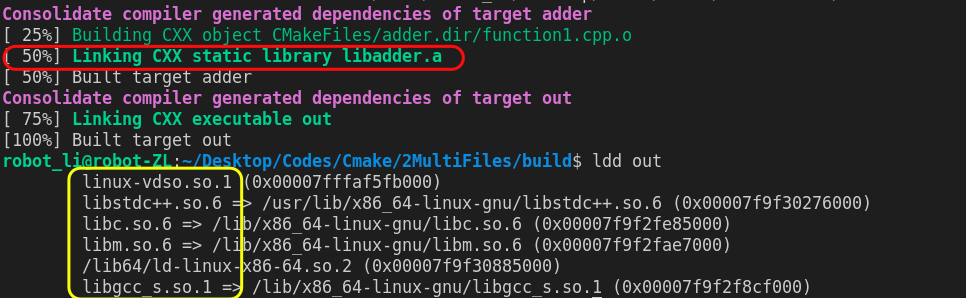 Consolidate compiler generated dependencies of target adder
[ 25%] Building CXX object CMakeFiles/adder.dir/function1.cpp.o
[ 50%] Linking CXX static library libadder.a
[ 50%] Built target adder
Consolidate compiler generated dependencies of target out
[ 75%] Linking CXX executable out
[100%] Built target out
robot_li@robot-ZL:~/Desktop/Codes/Cmake/2MultiFiles/build$ ldd out
linux-vdso.so.1 (0x00007fffaf5fb000)
libstdc++.so.6 => /usr/lib/x86_64-linux-gnu/libstdc++.so.6 (0x00007f9f30276000)
libc.so.6 => /lib/x86_64-linux-gnu/libc.so.6 (0x00007f9f2fe85000)
libm.so.6 => /lib/x86_64-linux-gnu/libm.so.6 (0x00007f9f2fae7000)
/lib64/ld-linux-x86-64.so.2 (0x00007f9f30885000)
libgcc_s.so.1 => /lib/x86_64-linux-gnu/libgcc_s.so.1 (0x00007f9f2f8cf000)